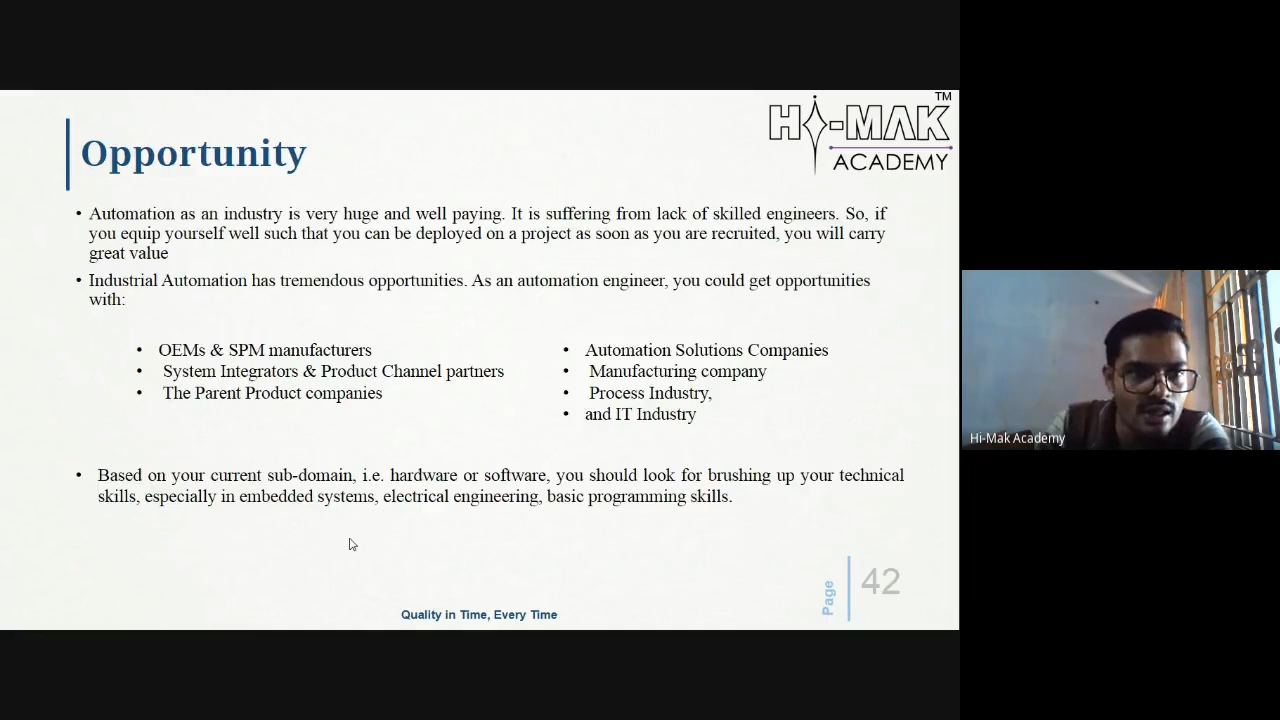 HI-MAK
TM
ACADEMY
Opportunity
• Automation as an industry is very huge and well paying. It is suffering from lack of skilled engineers. So, if
you equip yourself well such that you can be deployed on a project as soon as you are recruited, you will carry
great value
• Industrial Automation has tremendous opportunities. As an automation engineer, you could get opportunities
with:
• OEMs & SPM manufacturers
• System Integrators & Product Channel partners
• The Parent Product companies
• Automation Solutions Companies
• Manufacturing company
• Process Industry,
• and IT Industry
• Based on your current sub-domain, i.e. hardware or software, you should look for brushing up your technical
skills, especially in embedded systems, electrical engineering, basic programming skills.
Page
42
Quality in Time, Every Time
Hi-Mak Academy